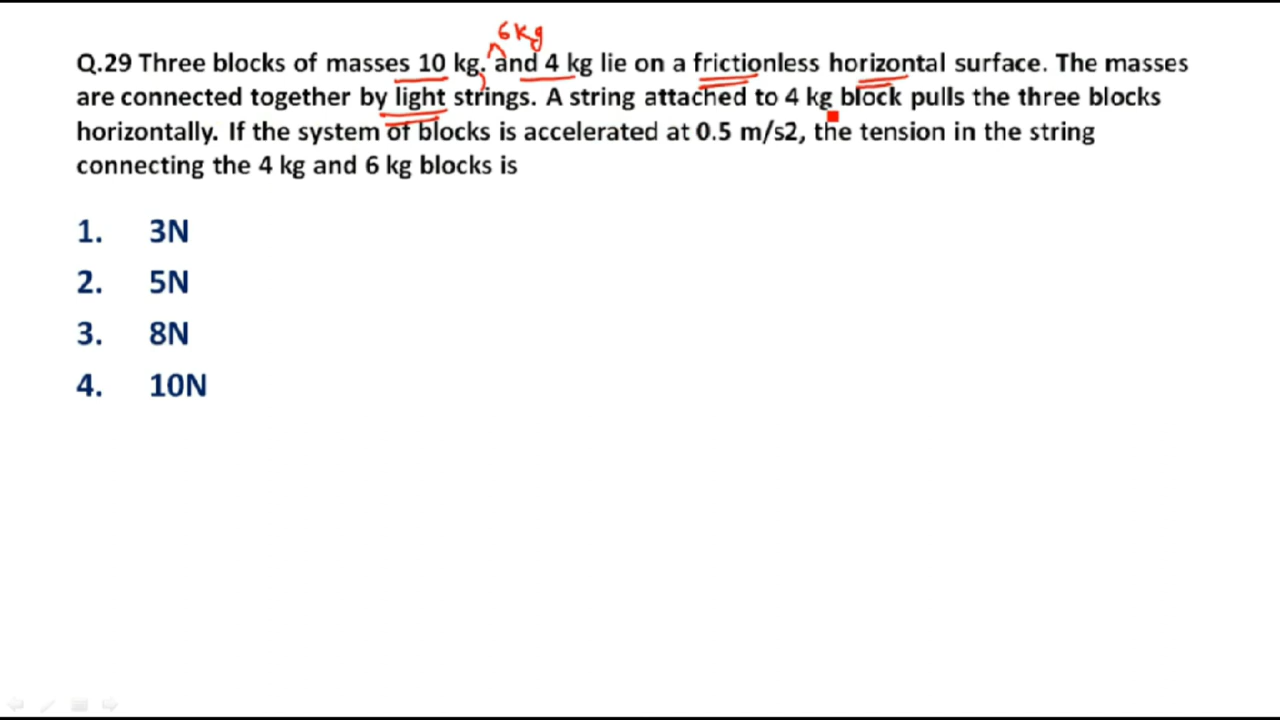 6kg
Q.29 Three blocks of masses 10 kg. and 4 kg lie on a frictionless horizontal surface. The masses
are connected together by light strings. A string attached to 4 kg block pulls the three blocks
horizontally. If the system of blocks is accelerated at 0.5 m/s2, the tension in the string
connecting the 4 kg and 6 kg blocks is
1. 3N
2. 5N
3. 8N
4. 10N